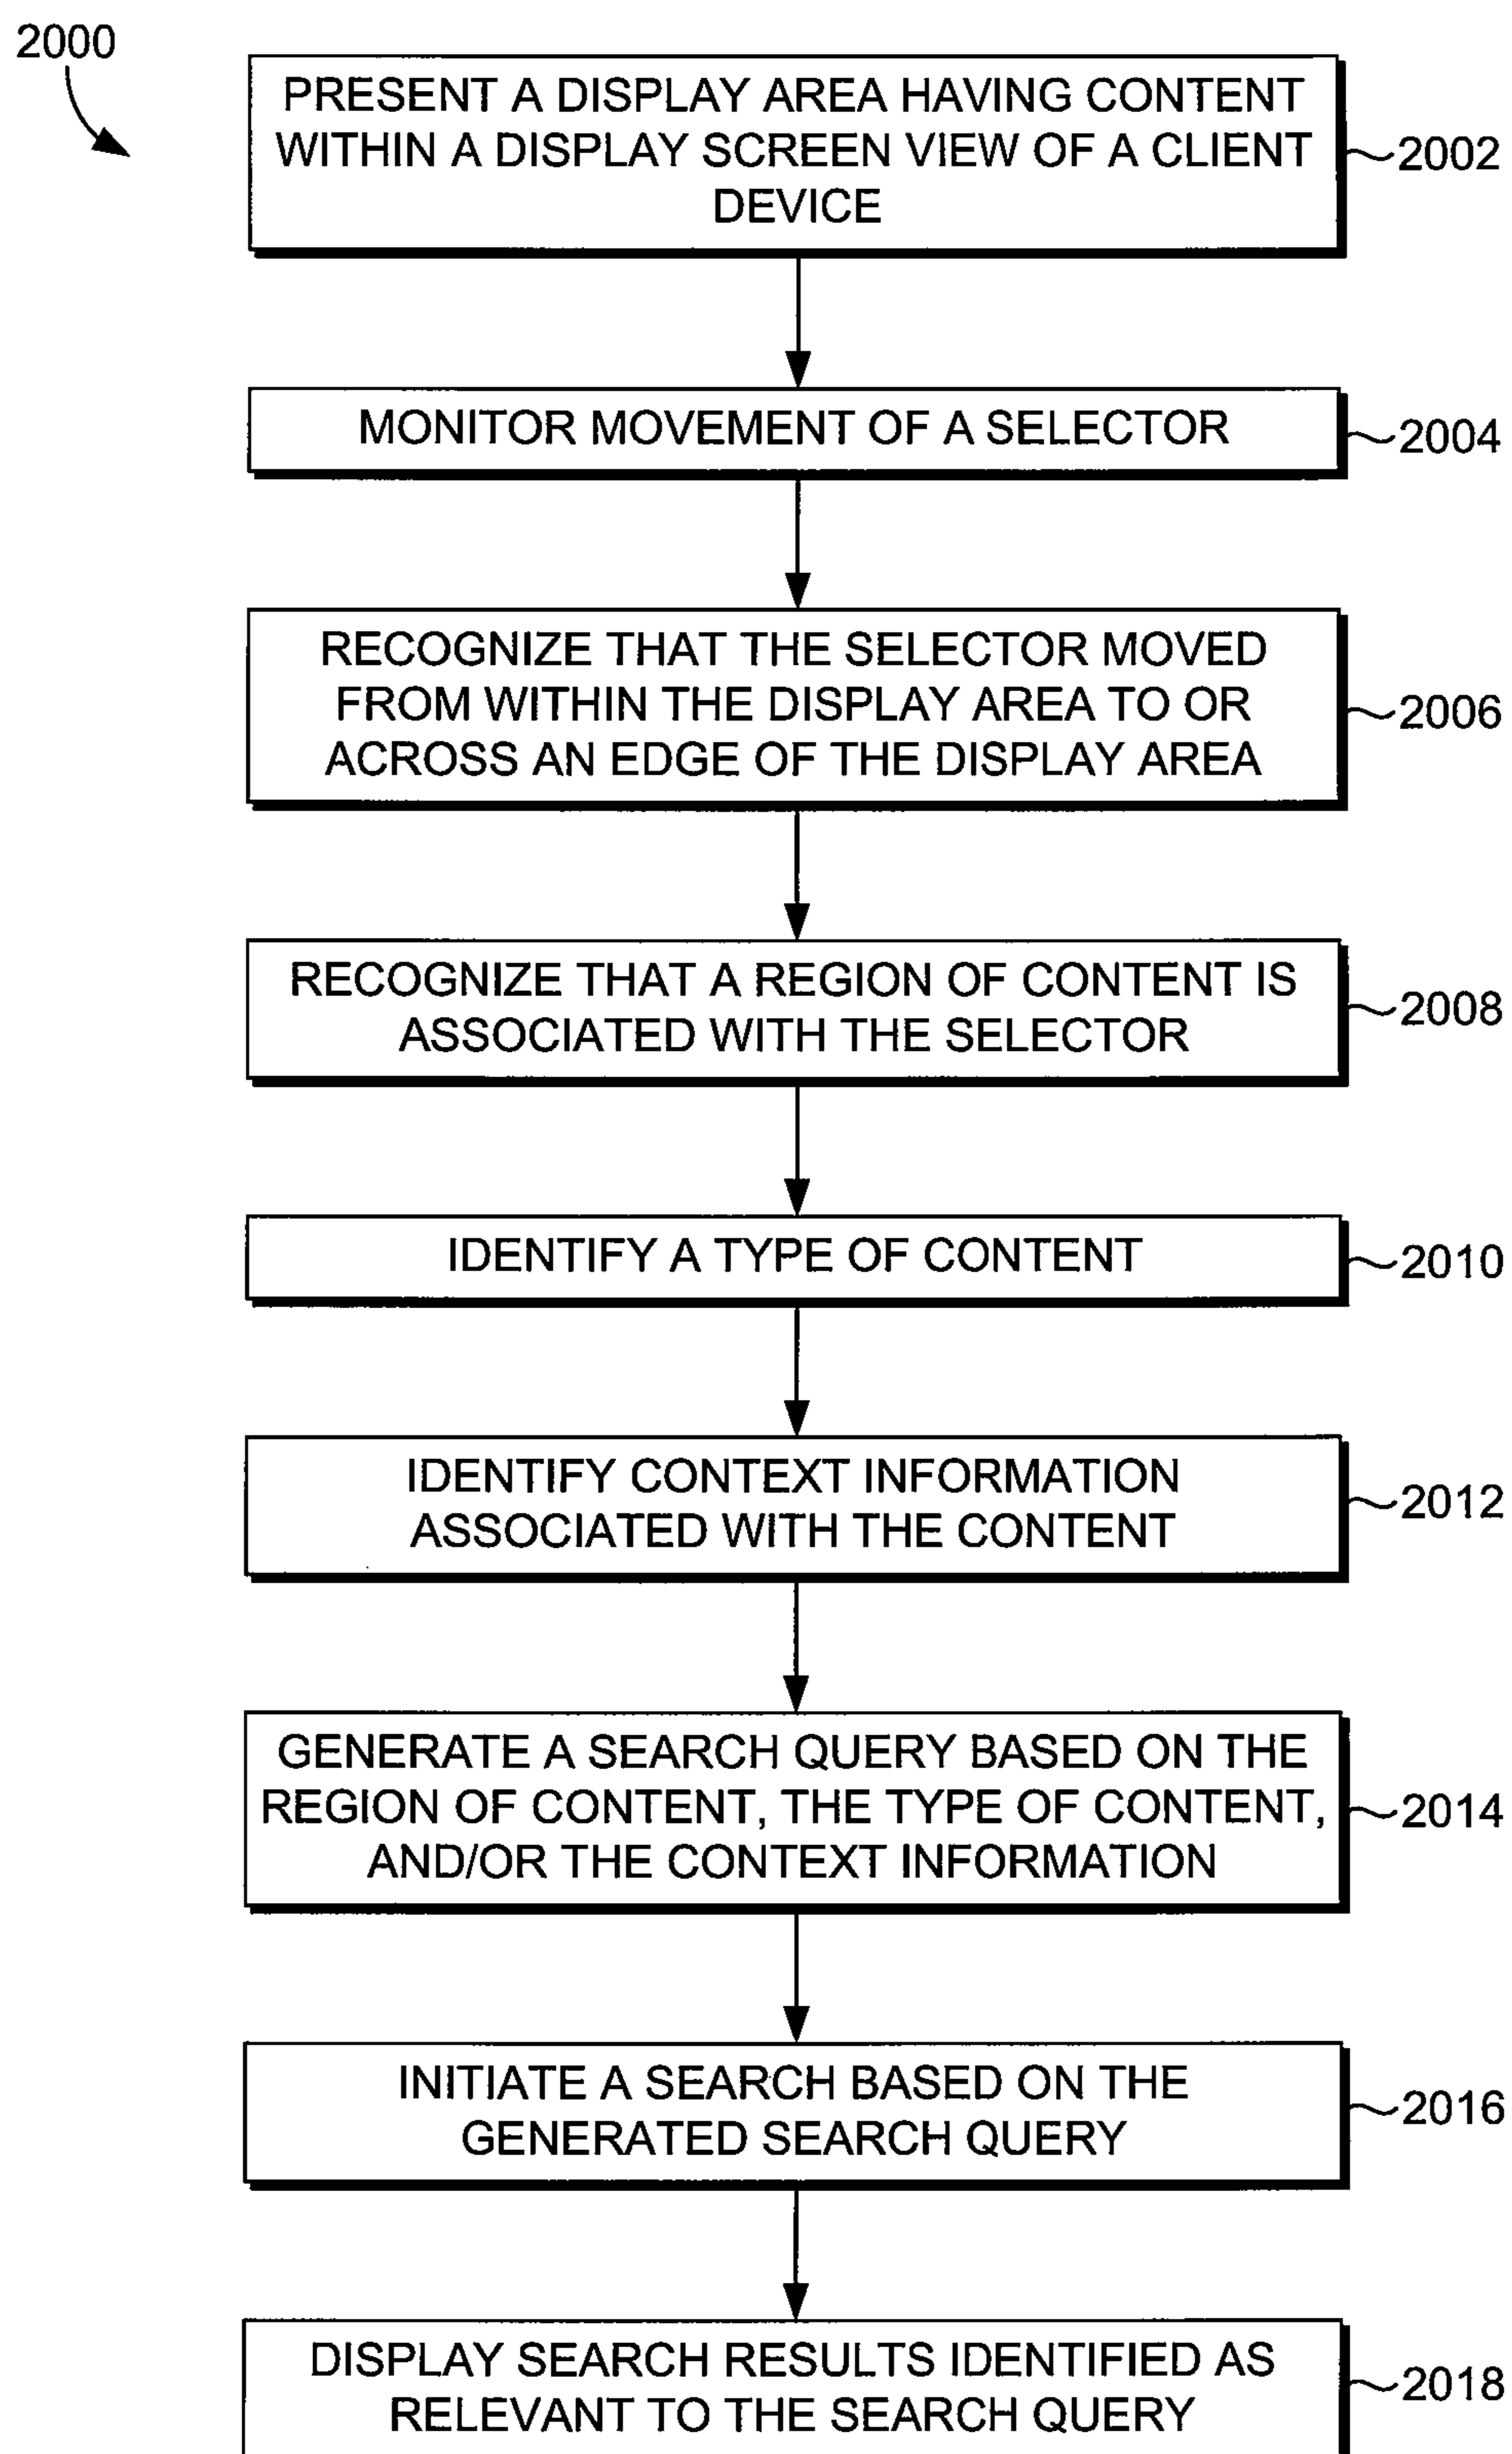 2000
PRESENT A DISPLAY AREA HAVING CONTENT
WITHIN A DISPLAY SCREEN VIEW OF A CLIENT
DEVICE
2002
MONITOR MOVEMENT OF A SELECTOR
2004
RECOGNIZE THAT THE SELECTOR MOVED
FROM WITHIN THE DISPLAY AREA TO OR
ACROSS AN EDGE OF THE DISPLAY AREA
2006
RECOGNIZE THAT A REGION OF CONTENT IS
ASSOCIATED WITH THE SELECTOR
2008
IDENTIFY A TYPE OF CONTENT
2010
IDENTIFY CONTEXT INFORMATION
ASSOCIATED WITH THE CONTENT
2012
GENERATE A SEARCH QUERY BASED ON THE
REGION OF CONTENT, THE TYPE OF CONTENT,
AND/OR THE CONTEXT INFORMATION
2014
INITIATE A SEARCH BASED ON THE
GENERATED SEARCH QUERY
2016
DISPLAY SEARCH RESULTS IDENTIFIED AS
RELEVANT TO THE SEARCH QUERY
2018